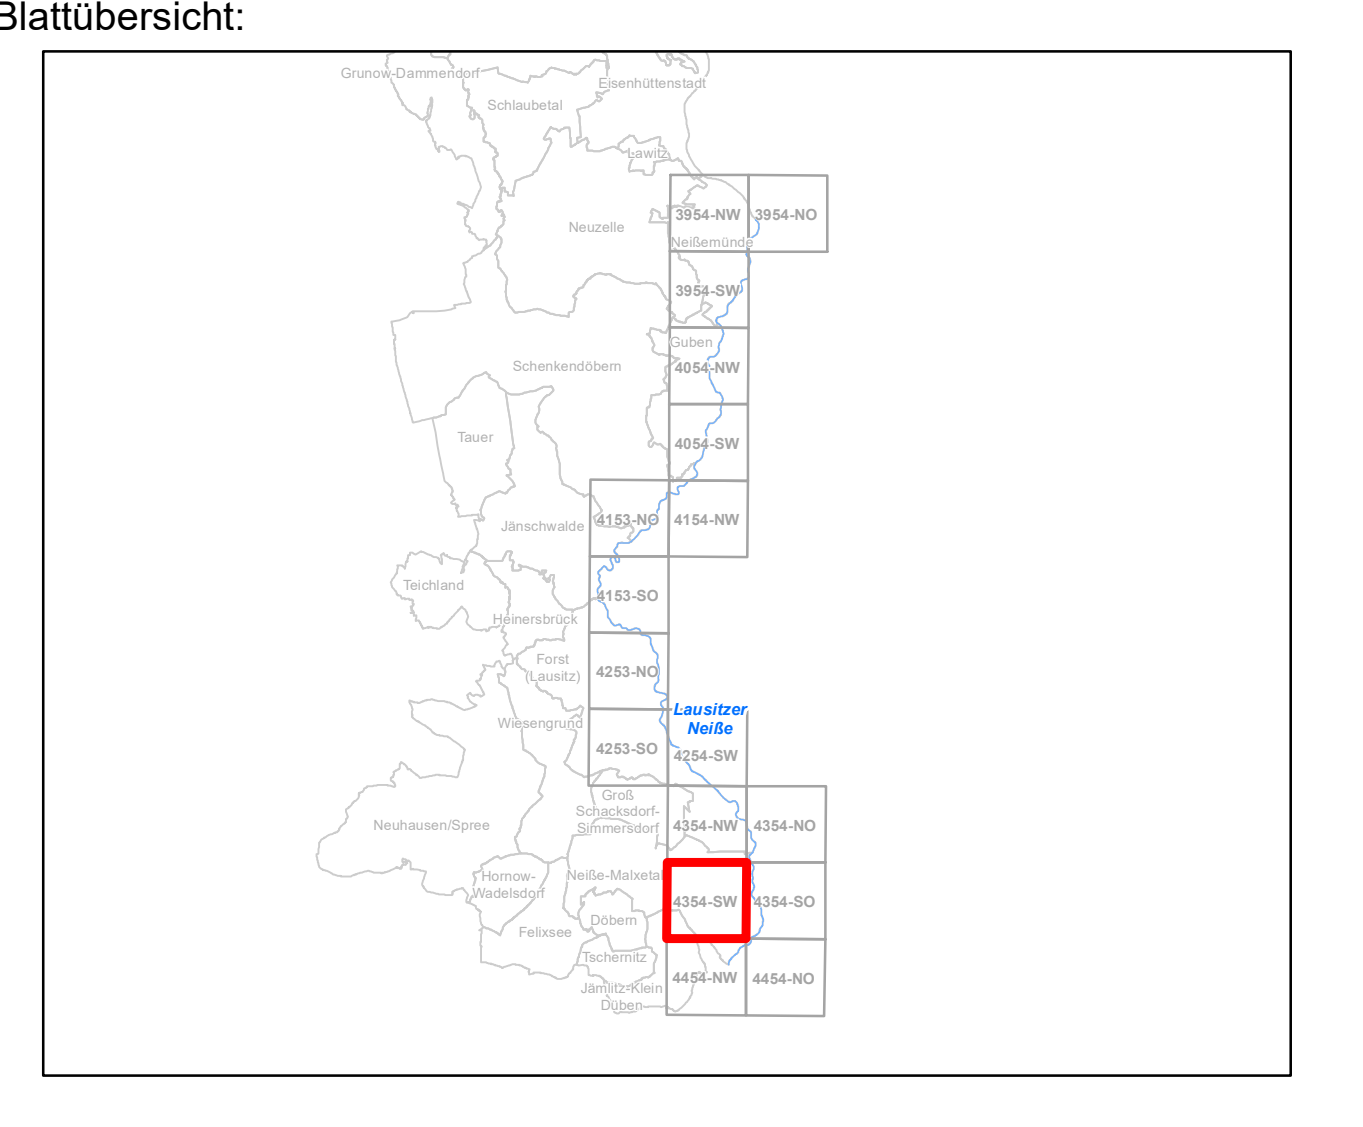 Blattübersicht:
Grunow-Dammendorf
Eisenhüttenstadt
Schlaubetal
Lawitz
3954-NW
3954-NO
Neuzelle
Neißemünde
3954-SW
Guben
Schenkendöbern
4054-NW
Tauer
4054-SW
Jänschwalde
4153-NO
4154-NW
Teichland
4153-SO
Heinersbrück
Forst
(Lausitz)
4253-NO
Lausitzer
Neiße
Wiesengrund
4253-SO
4254-SW
Groß
Schacksdorf-
Simmersdorf
Neuhausen/Spree
4354-NW
4354-NO
Hornow-
Wadelsdorf
Neiße-Malxetal
4354-SW
4354-SO
Döbern
Felixsee
Tschernitz
4454-NW
4454-NO
Jämlitz-Klein
Düben